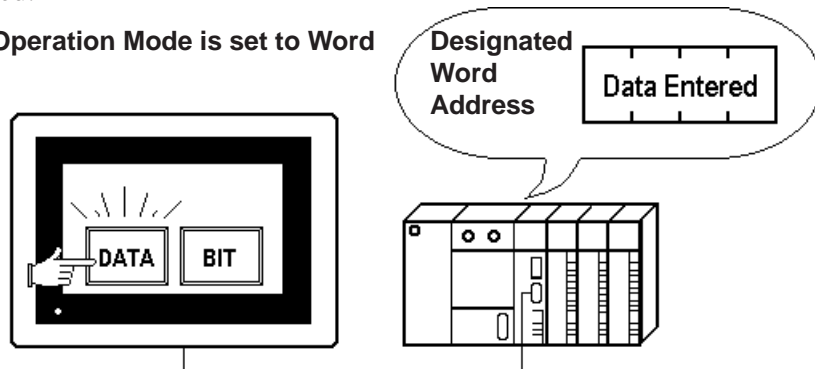 Operation Mode is set to Word
Designated
Word
Address
Data Entered
DATA
BIT